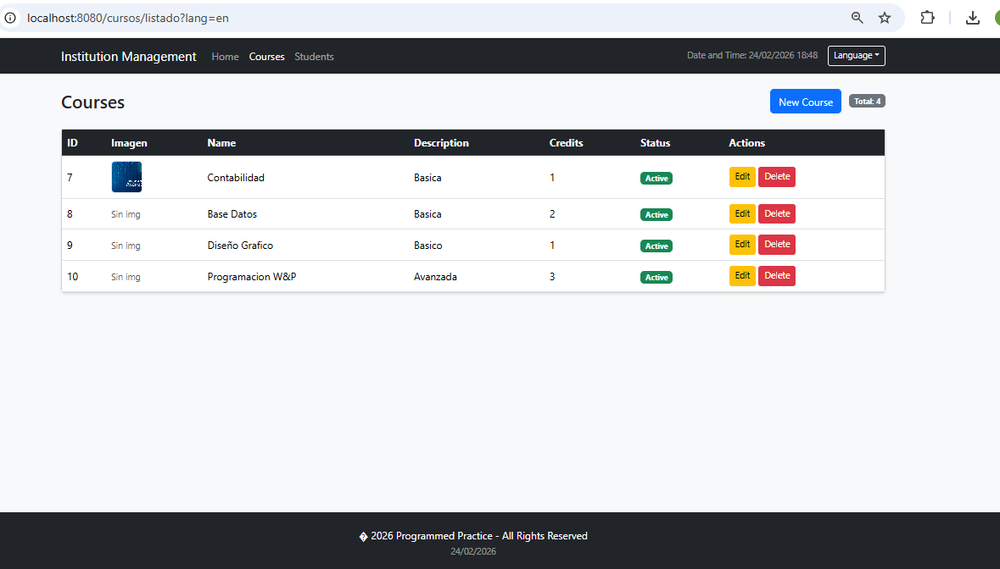 localhost:8080/cursos/listado?lang=en
Institution Management Home Courses Students Date and Time: 24/02/2026 18:48 Language
Courses New Course Total: 4
ID Imagen Name Description Credits Status Actions
7 Contabilidad Basica 1 Active Edit Delete
8 Sin img Base Datos Basica 2 Active Edit Delete
9 Sin img Diseño Grafico Basico 1 Active Edit Delete
10 Sin img Programacion W&P Avanzada 3 Active Edit Delete
� 2026 Programmed Practice - All Rights Reserved
24/02/2026